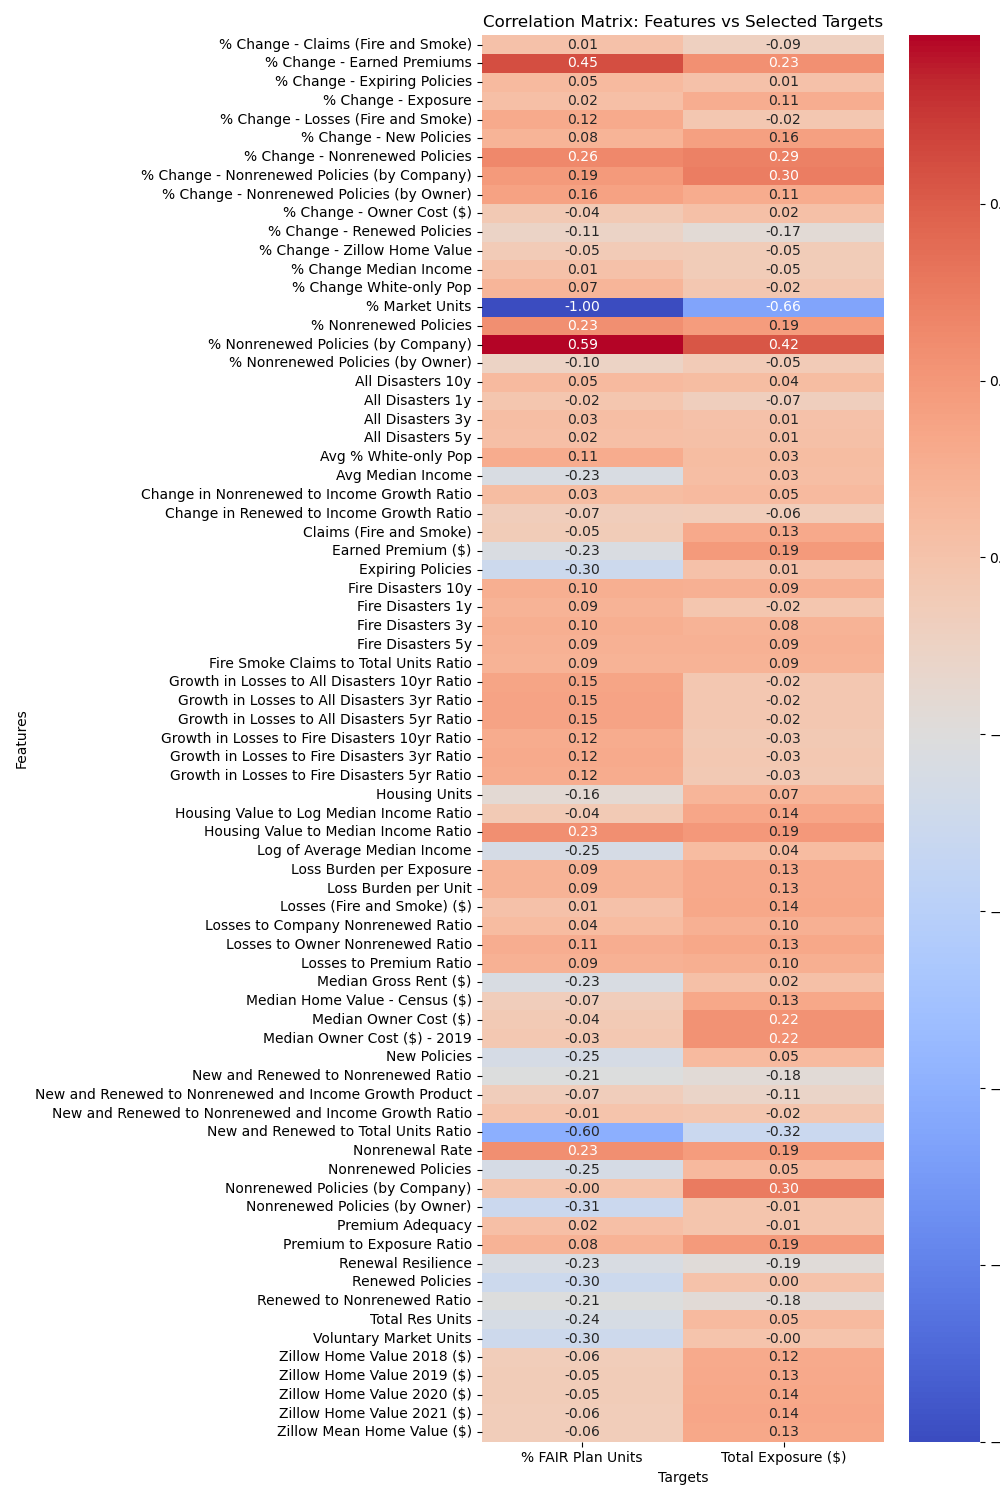 Correlation Matrix: Features vs Selected Targets
% Change - Claims (Fire and Smoke) 0.01 -0.09
% Change - Earned Premiums 0.45 0.23
% Change - Expiring Policies 0.05 0.01
% Change - Exposure 0.02 0.11
% Change - Losses (Fire and Smoke) 0.12 -0.02
% Change - New Policies 0.08 0.16
% Change - Nonrenewed Policies 0.26 0.29
% Change - Nonrenewed Policies (by Company) 0.19 0.30
% Change - Nonrenewed Policies (by Owner) 0.16 0.11
% Change - Owner Cost ($) -0.04 0.02
% Change - Renewed Policies -0.11 -0.17
% Change - Zillow Home Value -0.05 -0.05
% Change Median Income 0.01 -0.05
% Change White-only Pop 0.07 -0.02
% Market Units -1.00 -0.66
% Nonrenewed Policies 0.23 0.19
% Nonrenewed Policies (by Company) 0.59 0.42
% Nonrenewed Policies (by Owner) -0.10 -0.05
All Disasters 10y 0.05 0.04
All Disasters 1y -0.02 -0.07
All Disasters 3y 0.03 0.01
All Disasters 5y 0.02 0.01
Avg % White-only Pop 0.11 0.03
Avg Median Income -0.23 0.03
Change in Nonrenewed to Income Growth Ratio 0.03 0.05
Change in Renewed to Income Growth Ratio -0.07 -0.06
Claims (Fire and Smoke) -0.05 0.13
Earned Premium ($) -0.23 0.19
Expiring Policies -0.30 0.01
Fire Disasters 10y 0.10 0.09
Fire Disasters 1y 0.09 -0.02
Fire Disasters 3y 0.10 0.08
Fire Disasters 5y 0.09 0.09
Fire Smoke Claims to Total Units Ratio 0.09 0.09
Growth in Losses to All Disasters 10yr Ratio 0.15 -0.02
Growth in Losses to All Disasters 3yr Ratio 0.15 -0.02
Growth in Losses to All Disasters 5yr Ratio 0.15 -0.02
Growth in Losses to Fire Disasters 10yr Ratio 0.12 -0.03
Growth in Losses to Fire Disasters 3yr Ratio 0.12 -0.03
Growth in Losses to Fire Disasters 5yr Ratio 0.12 -0.03
Housing Units -0.16 0.07
Housing Value to Log Median Income Ratio -0.04 0.14
Housing Value to Median Income Ratio 0.23 0.19
Log of Average Median Income -0.25 0.04
Loss Burden per Exposure 0.09 0.13
Loss Burden per Unit 0.09 0.13
Losses (Fire and Smoke) ($) 0.01 0.14
Losses to Company Nonrenewed Ratio 0.04 0.10
Losses to Owner Nonrenewed Ratio 0.11 0.13
Losses to Premium Ratio 0.09 0.10
Median Gross Rent ($) -0.23 0.02
Median Home Value - Census ($) -0.07 0.13
Median Owner Cost ($) -0.04 0.22
Median Owner Cost ($) - 2019 -0.03 0.22
New Policies -0.25 0.05
New and Renewed to Nonrenewed Ratio -0.21 -0.18
New and Renewed to Nonrenewed and Income Growth Product -0.07 -0.11
New and Renewed to Nonrenewed and Income Growth Ratio -0.01 -0.02
New and Renewed to Total Units Ratio -0.60 -0.32
Nonrenewal Rate 0.23 0.19
Nonrenewed Policies -0.25 0.05
Nonrenewed Policies (by Company) -0.00 0.30
Nonrenewed Policies (by Owner) -0.31 -0.01
Premium Adequacy 0.02 -0.01
Premium to Exposure Ratio 0.08 0.19
Renewal Resilience -0.23 -0.19
Renewed Policies -0.30 0.00
Renewed to Nonrenewed Ratio -0.21 -0.18
Total Res Units -0.24 0.05
Voluntary Market Units -0.30 -0.00
Zillow Home Value 2018 ($) -0.06 0.12
Zillow Home Value 2019 ($) -0.05 0.13
Zillow Home Value 2020 ($) -0.05 0.14
Zillow Home Value 2021 ($) -0.06 0.14
Zillow Mean Home Value ($) -0.06 0.13
Features
% FAIR Plan Units Total Exposure ($)
Targets